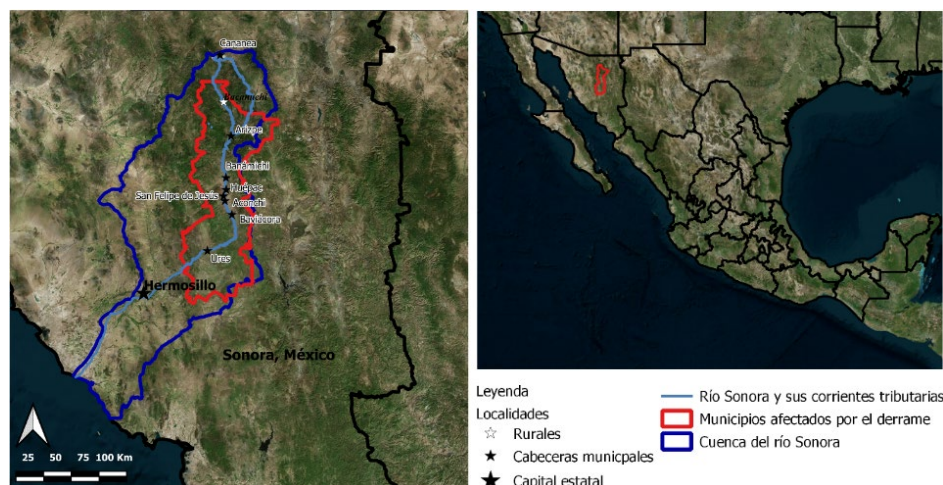 Cananea
Bacanuchi
Arizpe
Banámichi
Huépac
San Felipe de Jesús
Aconchi
Baviácora
Ures
Hermosillo
Sonora, México
25 50 75 100 Km
Leyenda
Localidades
Rurales
Cabeceras municpales
Capital estatal
Río Sonora y sus corrientes tributarias
Municipios afectados por el derrame
Cuenca del río Sonora